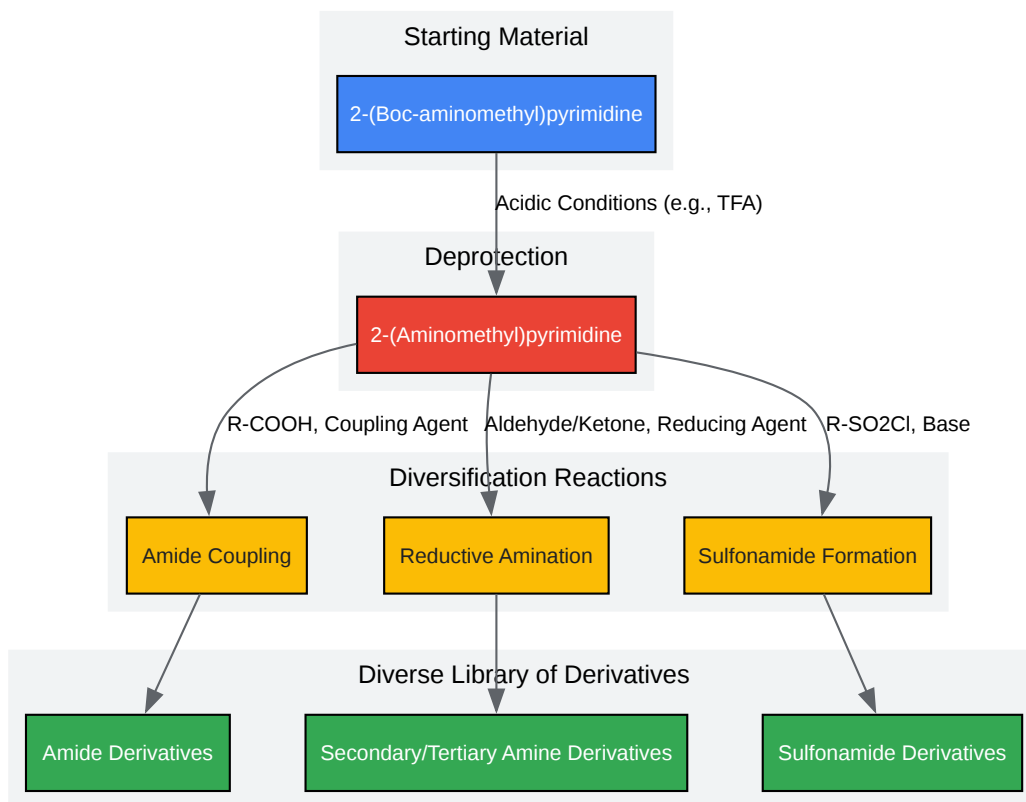 Starting Material
2-(Boc-aminomethyl)pyrimidine
Acidic Conditions (e.g., TFA)
Deprotection
2-(Aminomethyl)pyrimidine
R-COOH, Coupling Agent
Aldehyde/Ketone, Reducing Agent
R-SO2Cl, Base
Diversification Reactions
Amide Coupling
Reductive Amination
Sulfonamide Formation
Diverse Library of Derivatives
Amide Derivatives
Secondary/Tertiary Amine Derivatives
Sulfonamide Derivatives